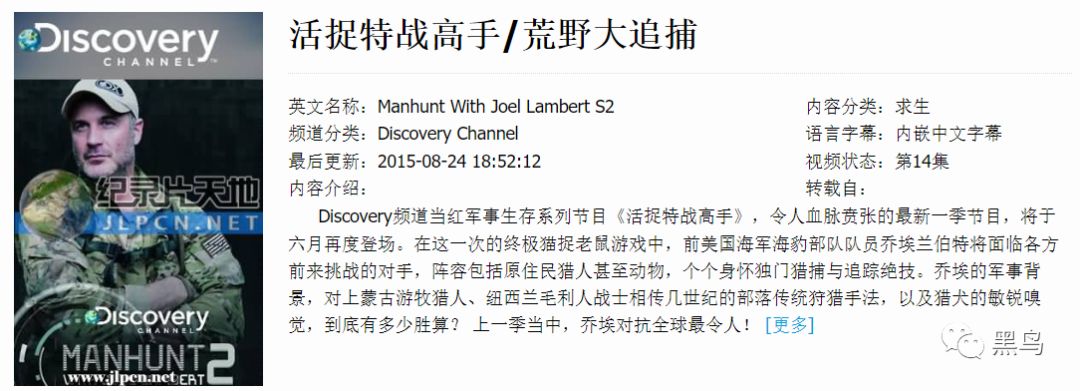 Discovery
CHANNEL
纪录片天地
JLPCN.NET
Discovery
CHANNEL
MANHUNT 2
www.jlpcn.net
活捉特战高手/荒野大追捕
英文名称：Manhunt With Joel Lambert S2
内容分类：求生
频道分类：Discovery Channel
语言字幕：内嵌中文字幕
最后更新：2015-08-24 18:52:12
视频状态：第14集
内容介绍：
转载自：
Discovery频道当红军事生存系列节目《活捉特战高手》，令人血脉贲张的最新一季节目，将于
六月再度登场。在这一次的终极猫捉老鼠游戏中，前美国海军海豹部队队员乔埃兰伯特将面临各方
前来挑战的对手，阵容包括原住民猎人甚至动物，个个身怀独门猎捕与追踪绝技。乔埃的军事背
景，对上蒙古游牧猎人、纽西兰毛利人战士相传几世纪的部落传统狩猎手法，以及猎犬的敏锐嗅
觉，到底有多少胜算？ 上一季当中，乔埃对抗全球最令人！ [更多]
黑鸟